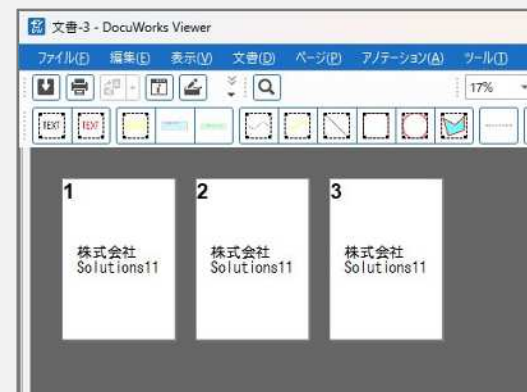 文書-3 - DocuWorks Viewer
ファイル(F) 編集(E) 表示(V) 文書(D) ページ(P) アノテーション(A) ツール(T)
17%
TEXT TEXT
1 2 3
株式会社 株式会社 株式会社
Solutions11 Solutions11 Solutions11